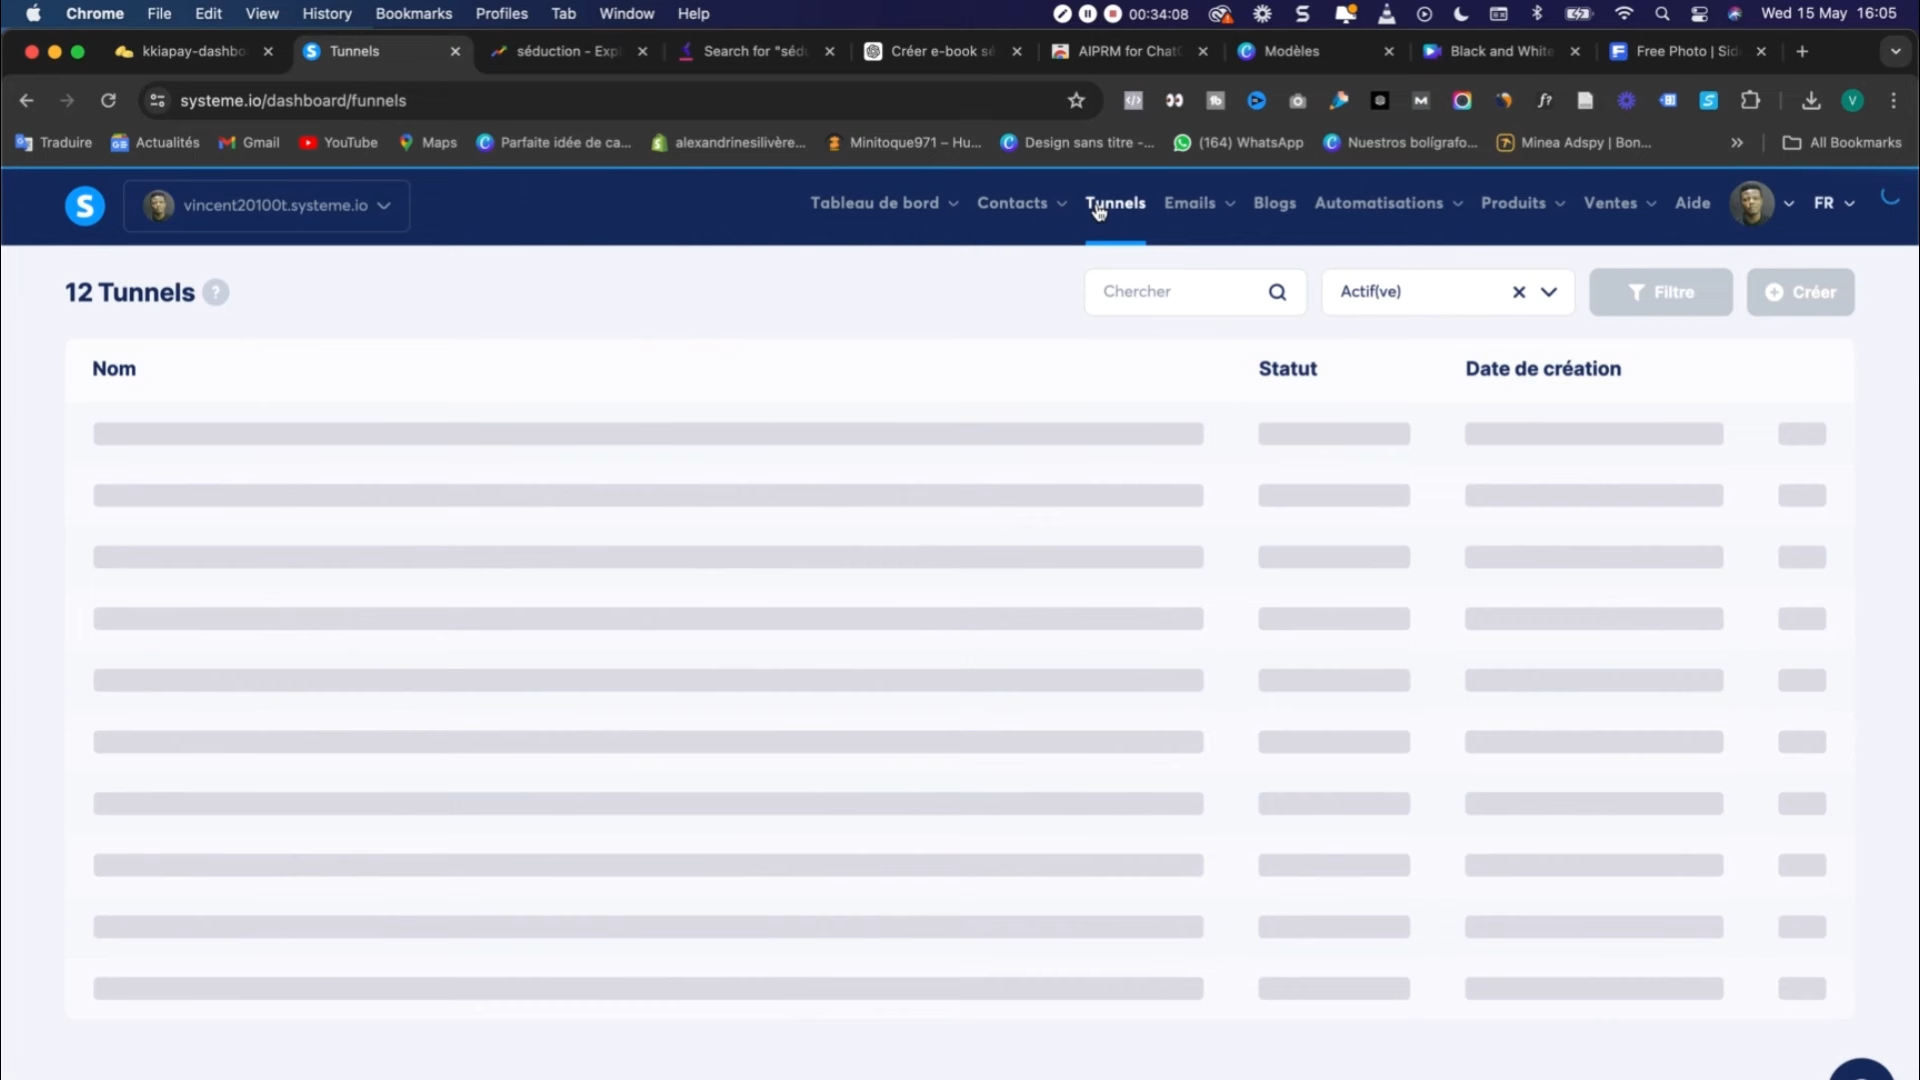 Chrome File Edit View History Bookmarks Profiles Tab Window Help 00:34:08 Wed 15 May 16:05
kkiapay-dashbo Tunnels séduction - Exp Search for "séd Créer e-book sé AIPRM for Chat Modèles Black and White Free Photo | Sid
systeme.io/dashboard/funnels
Traduire Actualités Gmail YouTube Maps Parfaite idée de ca... alexandrinesilivère... Minitoque971 – Hu... Design sans titre -... (164) WhatsApp Nuestros bolígrafo... Minea Adspy | Bon... All Bookmarks
vincent20100t.systeme.io Tableau de bord Contacts Tunnels Emails Blogs Automatisations Produits Ventes Aide FR
12 Tunnels ? Chercher Actif(ve) Filtre Créer
Nom Statut Date de création